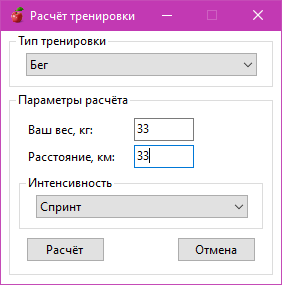 Расчёт тренировки
Тип тренировки
Бег
Параметры расчёта
Ваш вес, кг: 33
Расстояние, км: 33
Интенсивность
Спринт
Расчёт Отмена